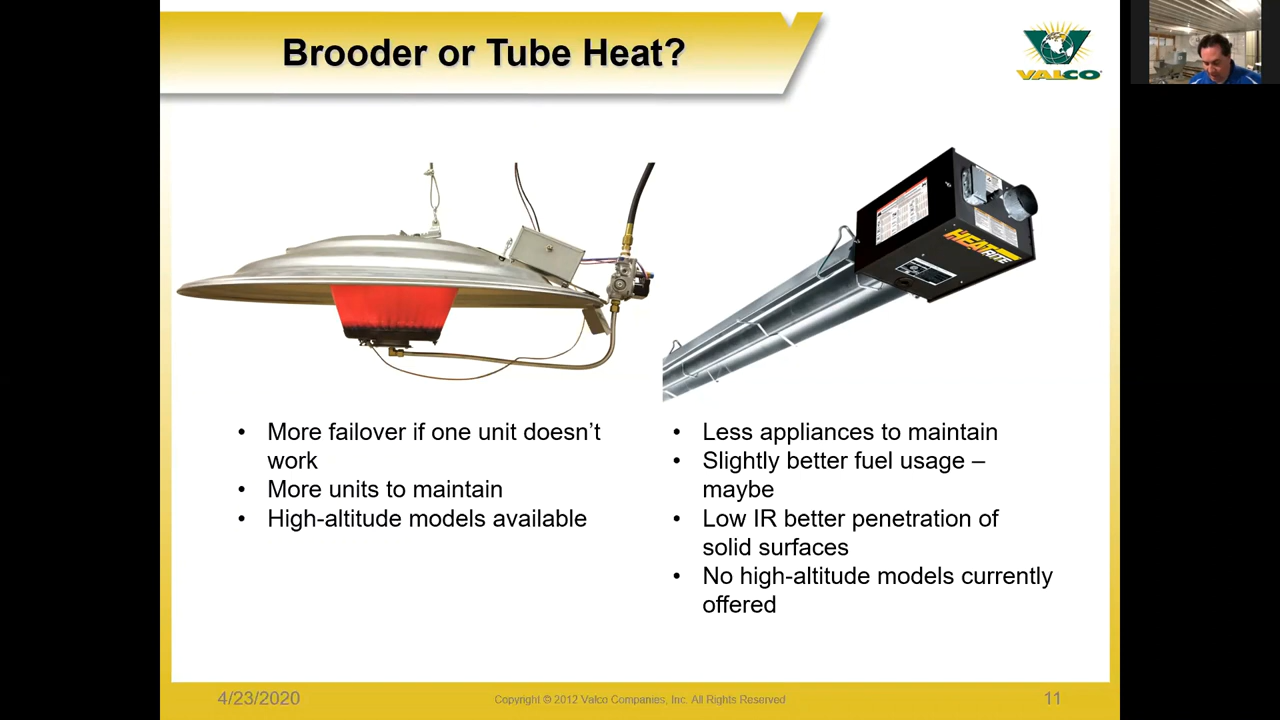 Brooder or Tube Heat?
VALCO
HEATRITE
• More failover if one unit doesn’t
work
• More units to maintain
• High-altitude models available
• Less appliances to maintain
• Slightly better fuel usage –
maybe
• Low IR better penetration of
solid surfaces
• No high-altitude models currently
offered
4/23/2020
Copyright © 2012 Valco Companies, Inc. All Rights Reserved
11